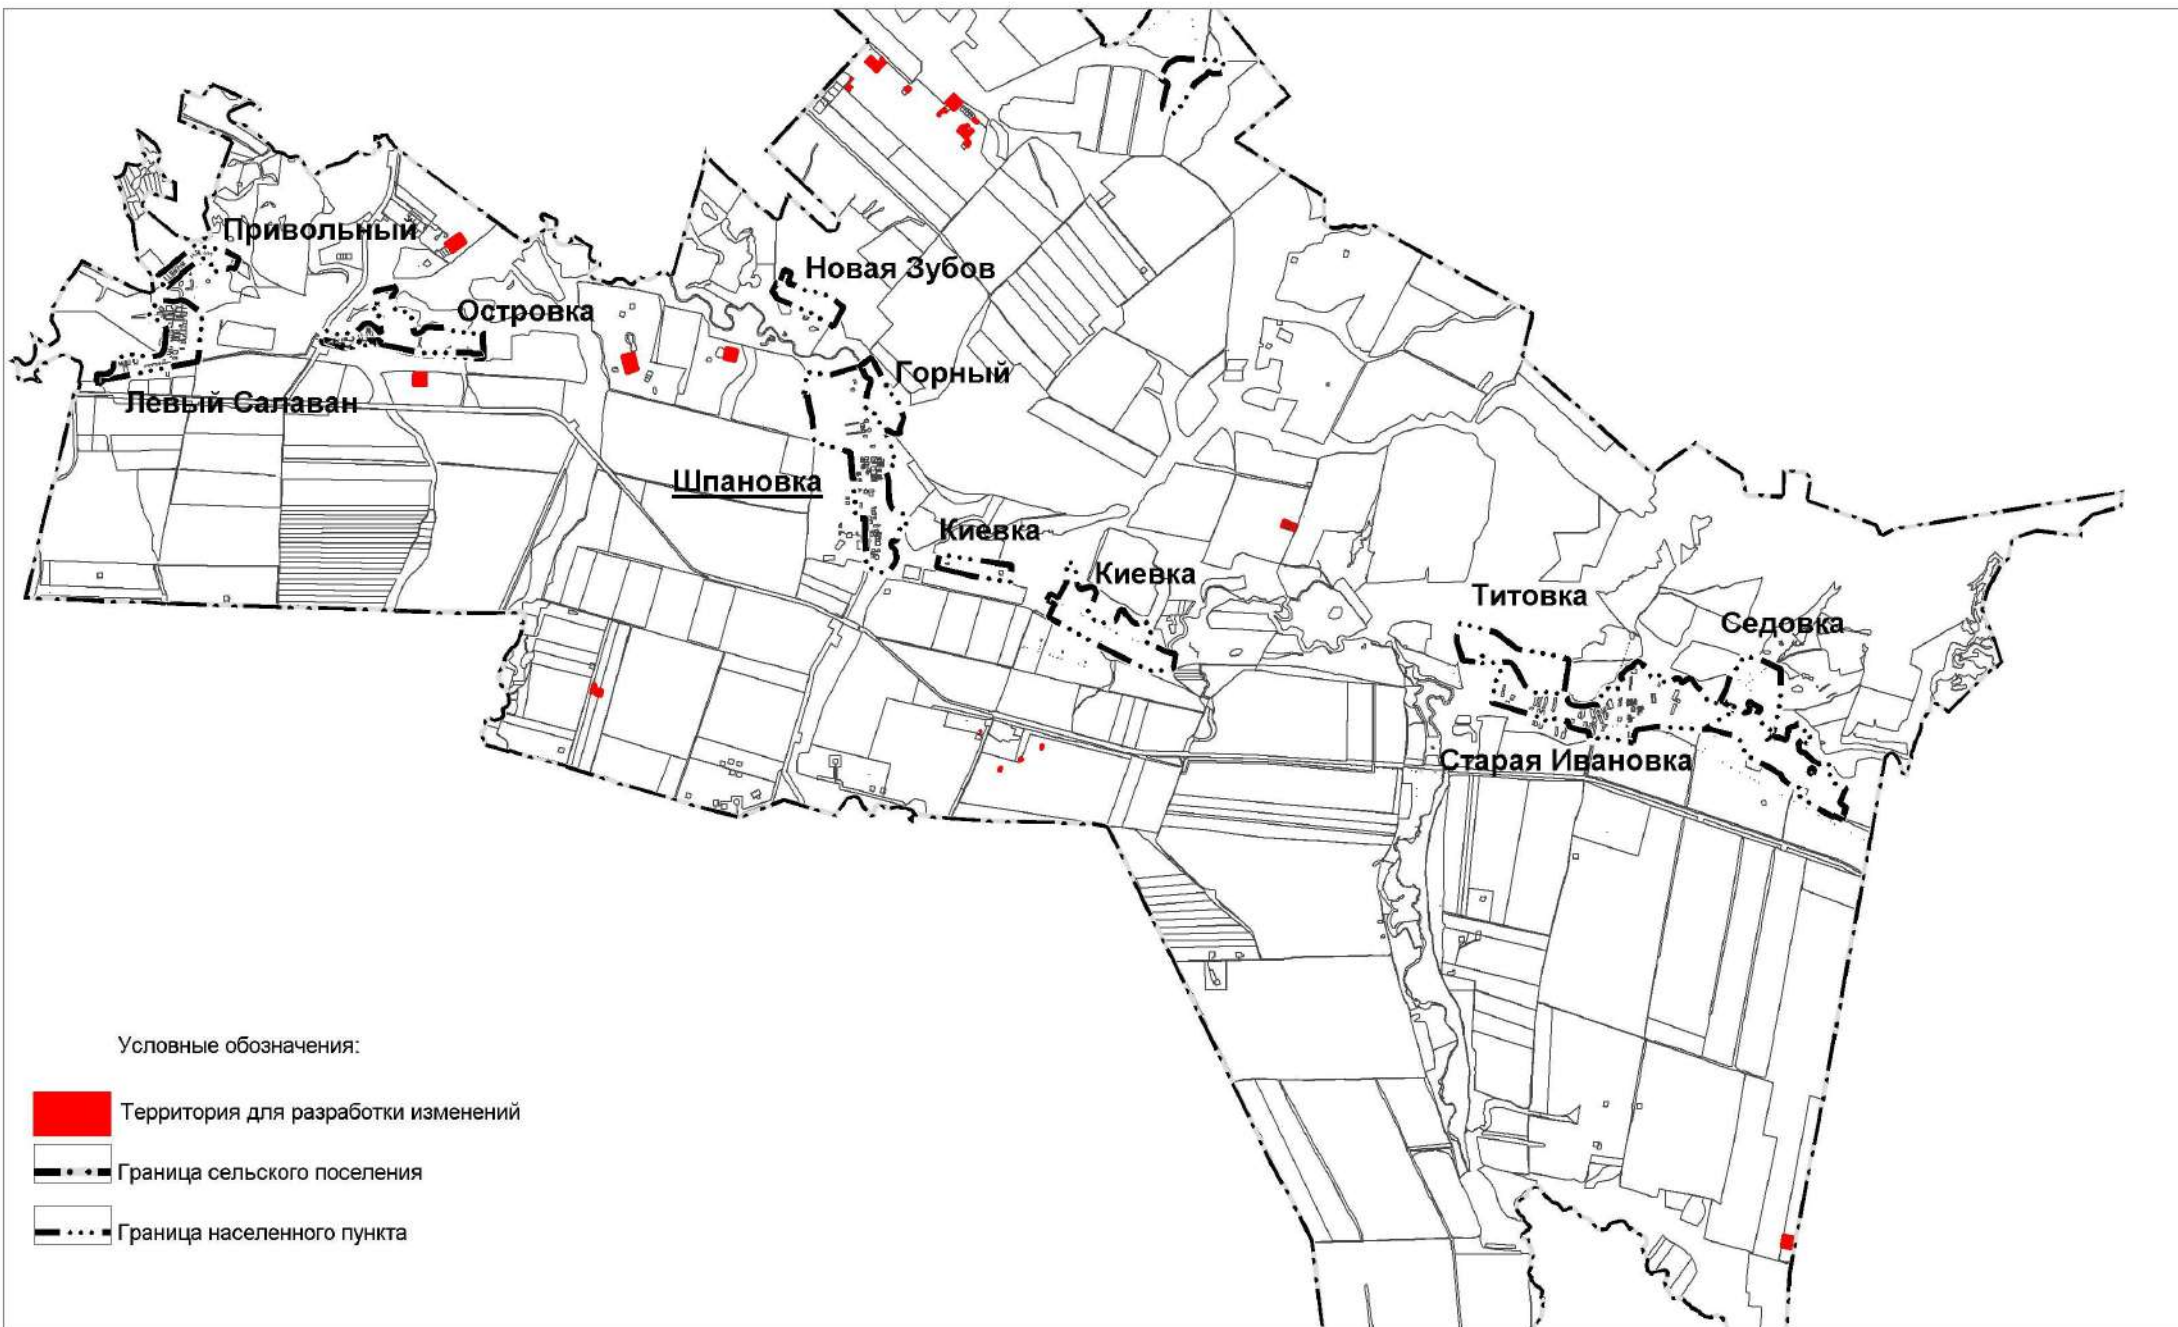 Привольный
Новая Зубов
Островка
Горный
Левый Салаван
Шпановка
Киевка
Киевка
Титовка
Седовка
Старая Ивановка
Условные обозначения:
Территория для разработки изменений
Граница сельского поселения
Граница населенного пункта